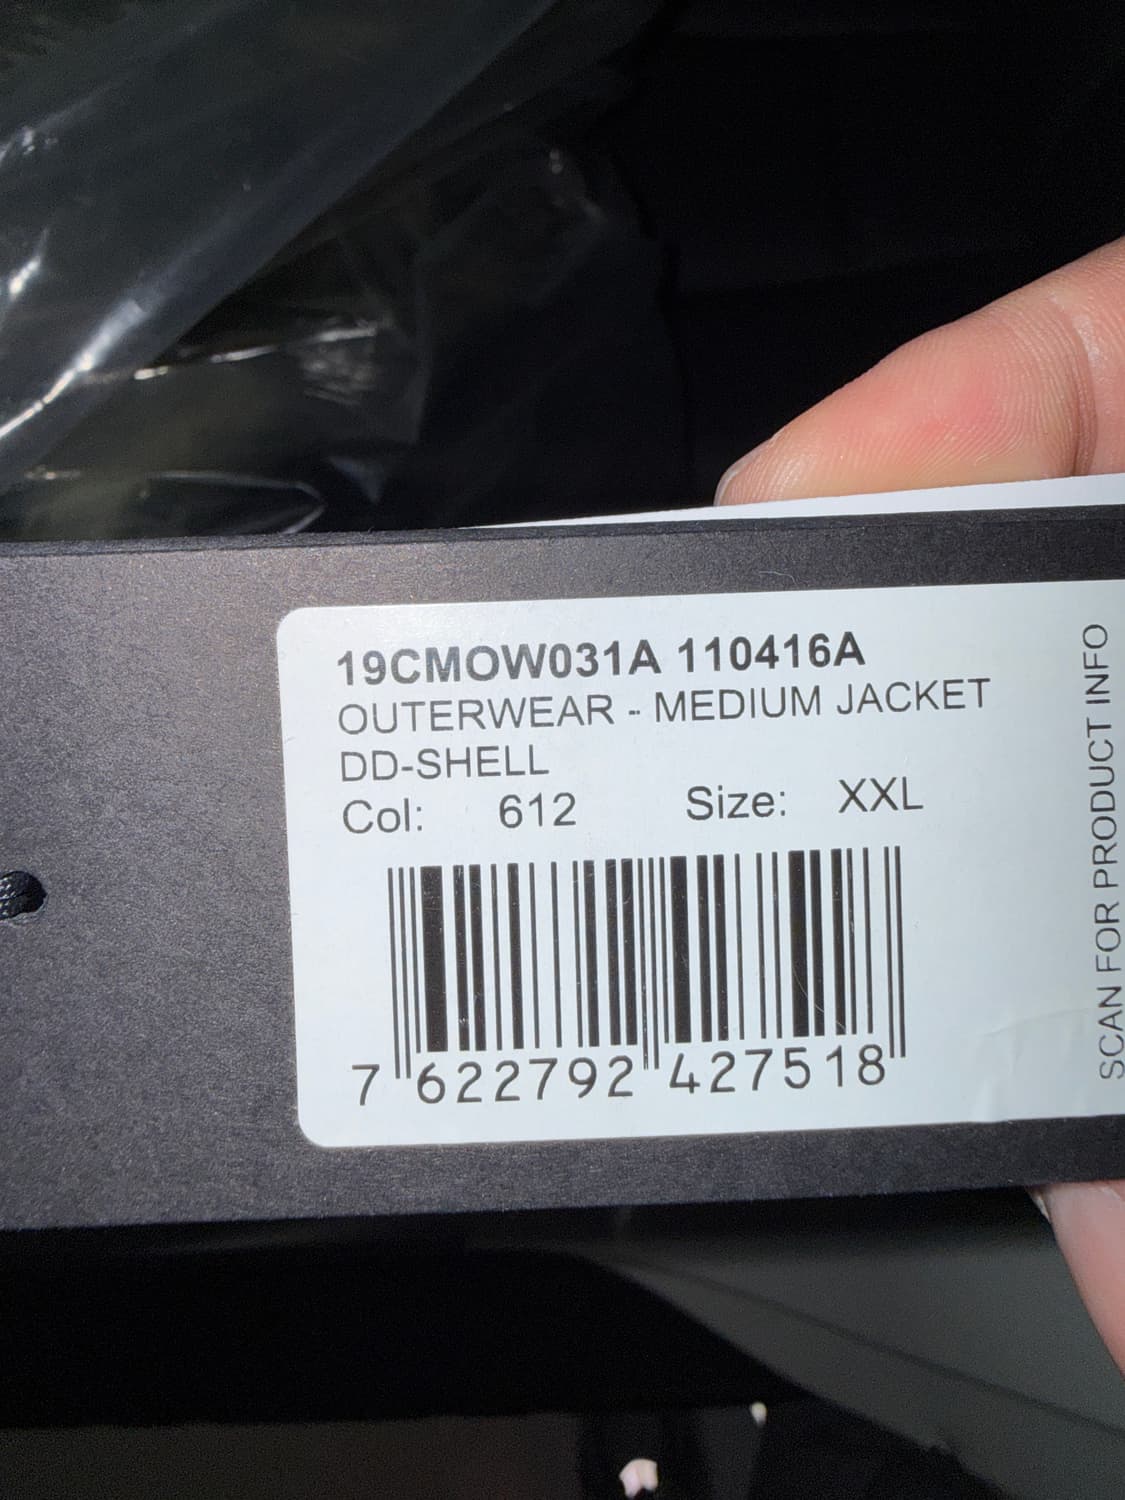 19CMOW031A 110416A
OUTERWEAR - MEDIUM JACKET
DD-SHELL
Col: 612 Size: XXL
7 622792 427518
SCAN FOR PRODUCT INFO